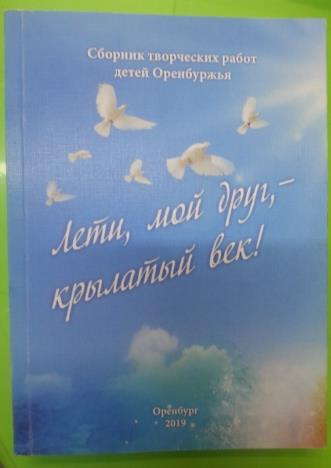 Сборник творческих работ
детей Оренбуржья
Лети, мой друг,–
крылатый век!
Оренбург
2019